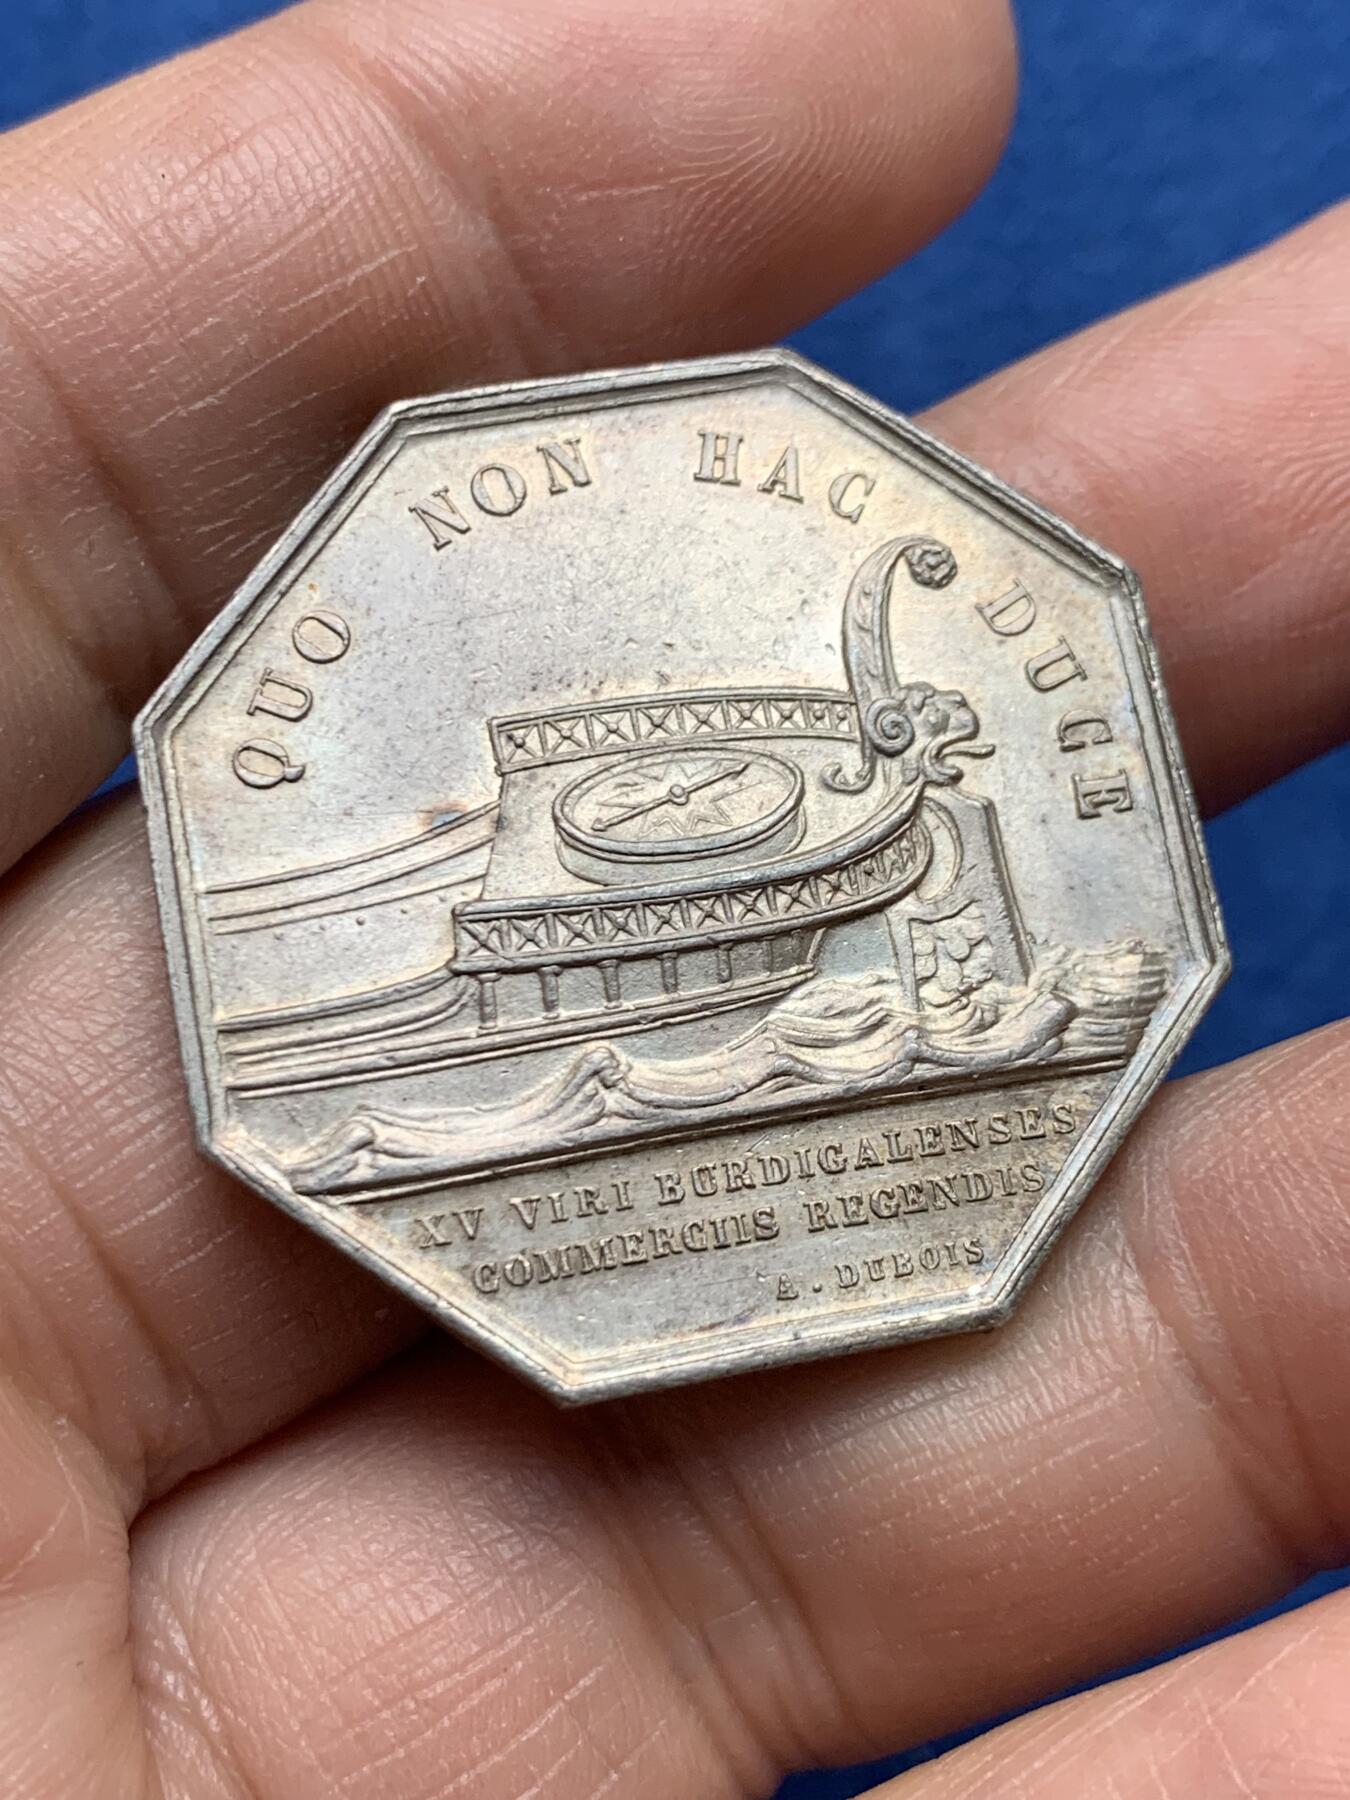 QUO NON HAC DUCE
XV VIRI BURDIGALENSES
COMMERCIIS REGENDIS
A. DUBOIS